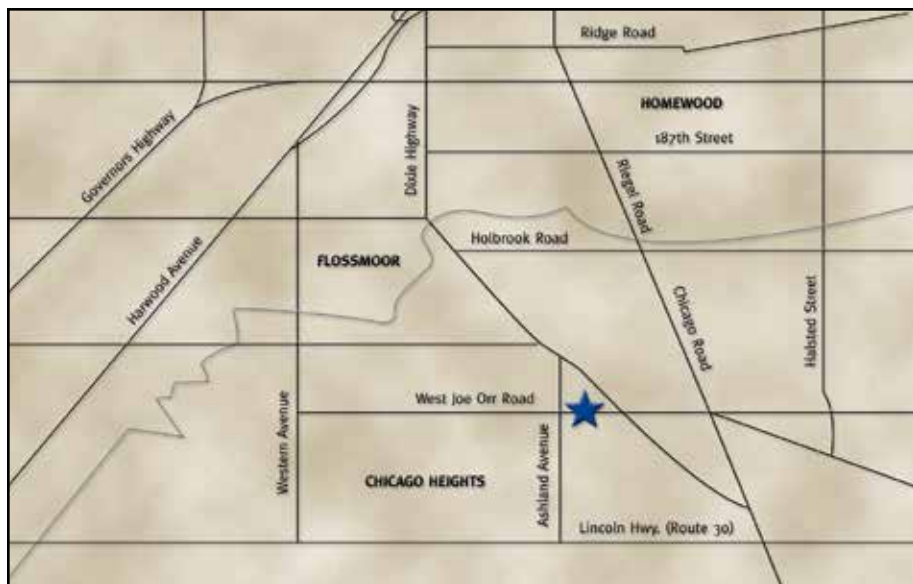 Ridge Road
HOMEWOOD
187th Street
Governors Highway
Dixie Highway
Riegel Road
Holbrook Road
FLOSSMOOR
Harwood Avenue
Chicago Road
Halsted Street
West Joe Orr Road
Western Avenue
Ashland Avenue
CHICAGO HEIGHTS
Lincoln Hwy. (Route 30)